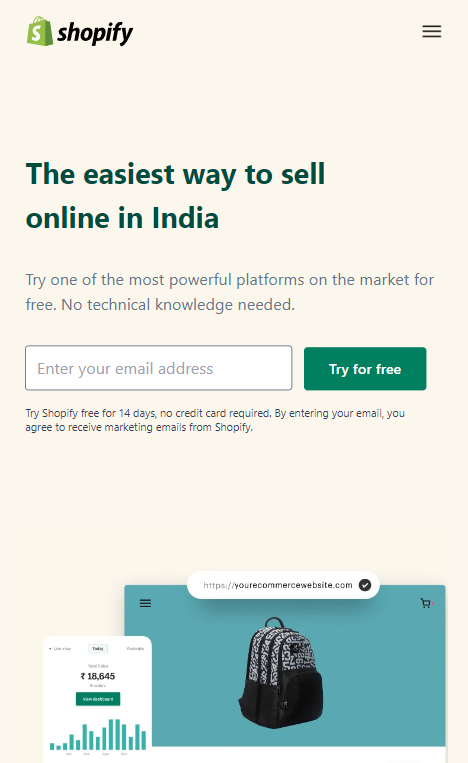 shopify
The easiest way to sell
online in India
Try one of the most powerful platforms on the market for
free. No technical knowledge needed.
Enter your email address
Try for free
Try Shopify free for 14 days, no credit card required. By entering your email, you
agree to receive marketing emails from Shopify.
https://yourecommercewebsite.com
Live view
Today
Yesterday
Total Sales
₹ 18,645
View dashboard